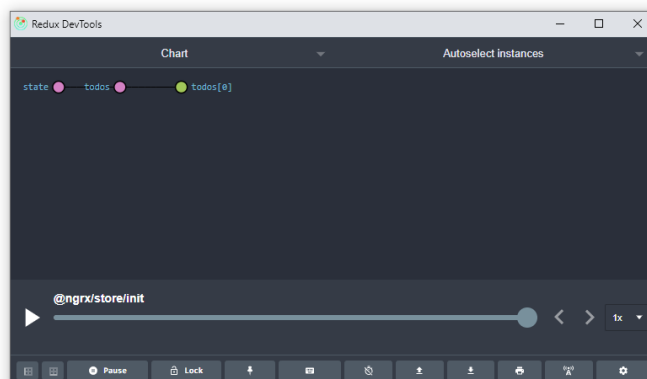 Redux DevTools
Chart
Autoselect instances
state todos todos[0]
@ngrx/store/init
1x
Pause Lock